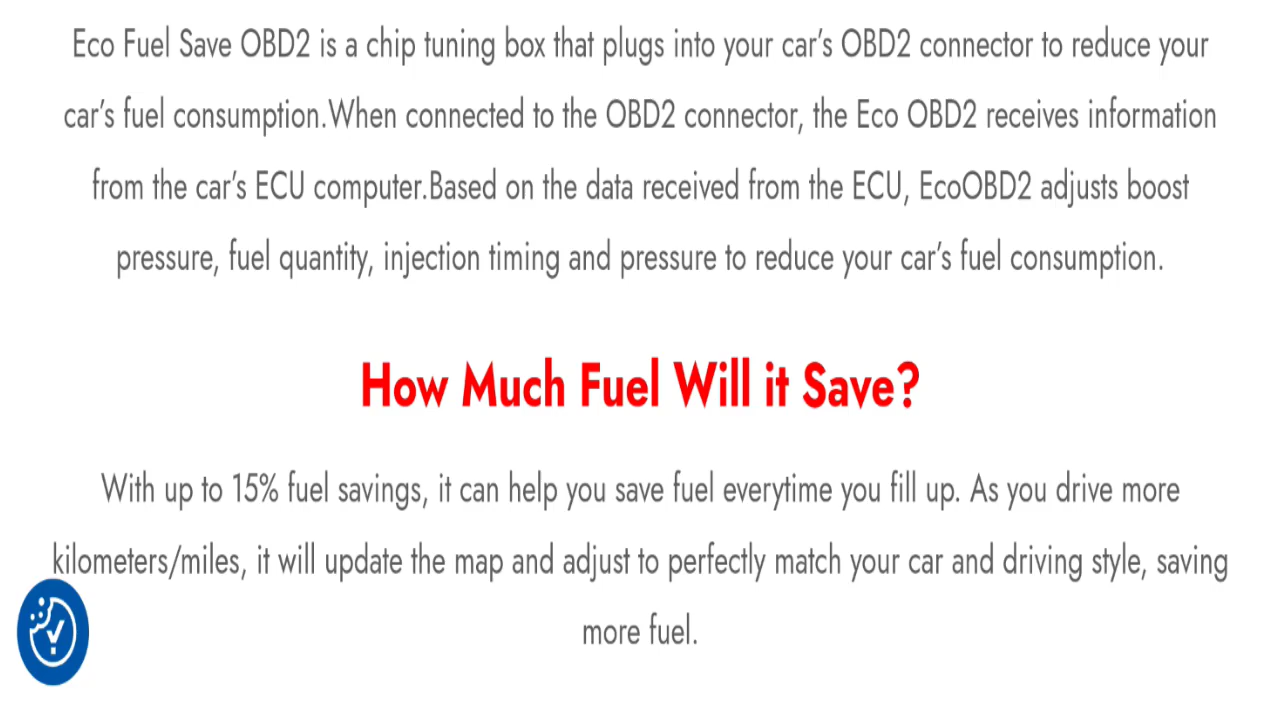 Eco Fuel Save OBD2 is a chip tuning box that plugs into your car's OBD2 connector to reduce your
car's fuel consumption.When connected to the OBD2 connector, the Eco OBD2 receives information
from the car's ECU computer.Based on the data received from the ECU, EcoOBD2 adjusts boost
pressure, fuel quantity, injection timing and pressure to reduce your car's fuel consumption.
How Much Fuel Will it Save?
With up to 15% fuel savings, it can help you save fuel everytime you fill up. As you drive more
kilometers/miles, it will update the map and adjust to perfectly match your car and driving style, saving
more fuel.